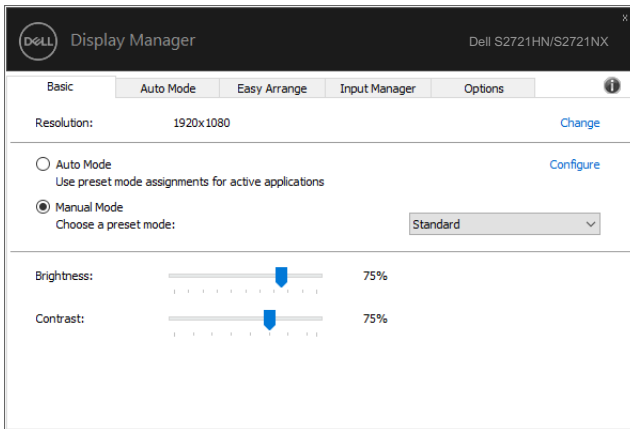 x
DELL Display Manager Dell S2721HN/S2721NX
Basic Auto Mode Easy Arrange Input Manager Options i
Resolution: 1920x1080 Change
Auto Mode Configure
Use preset mode assignments for active applications
Manual Mode
Choose a preset mode: Standard
Brightness: 75%
Contrast: 75%